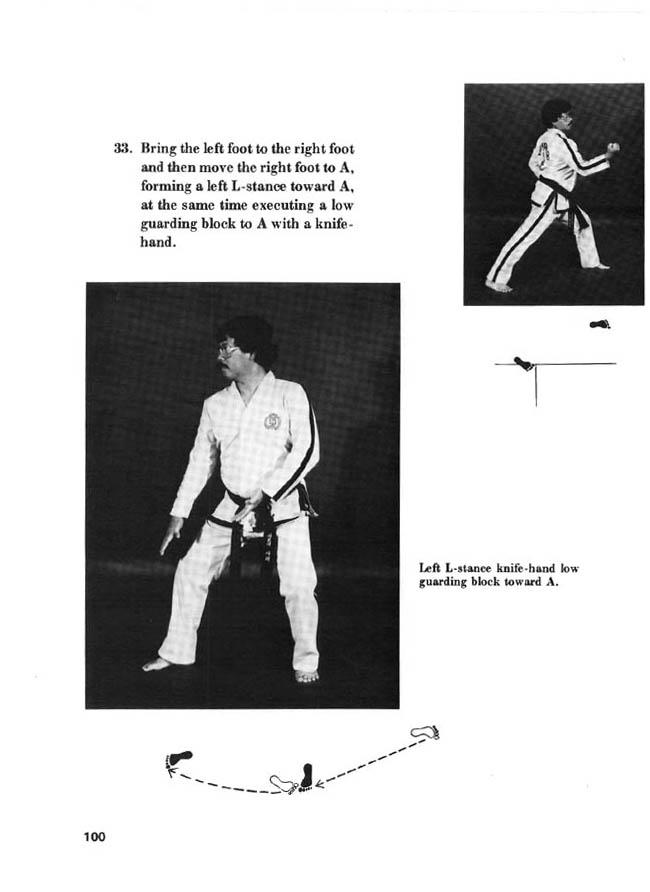 33. Bring the left foot to the right foot
and then move the right foot to A,
forming a left L-stance toward A,
at the same time executing a low
guarding block to A with a knife-
hand.
Left L-stance knife-hand low
guarding block toward A.
100